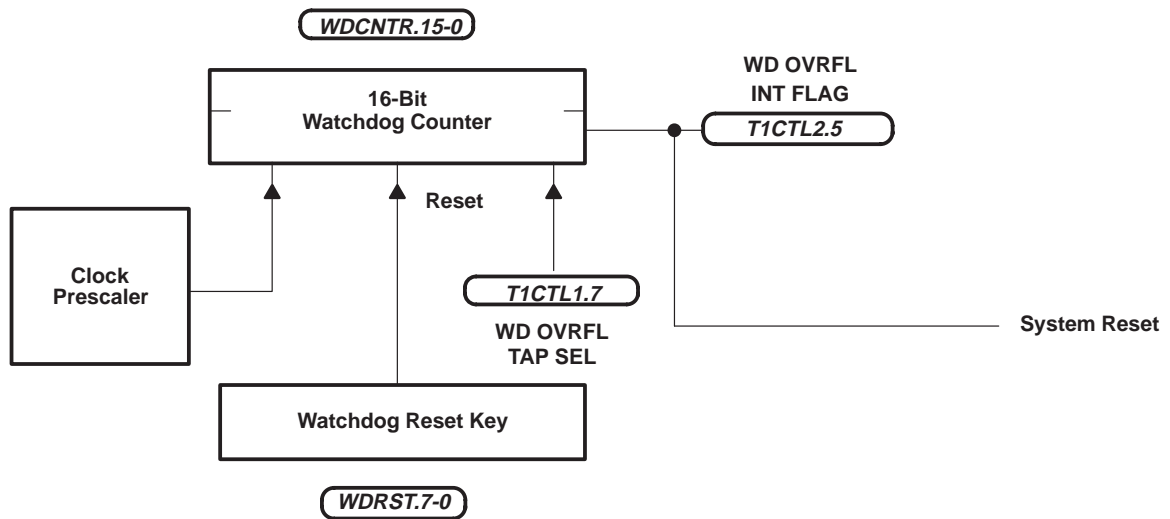 WDCNTR.15-0
16-Bit
Watchdog Counter
WD OVRFL
INT FLAG
T1CTL2.5
Reset
Clock
Prescaler
T1CTL1.7
WD OVRFL
TAP SEL
System Reset
Watchdog Reset Key
WDRST.7-0